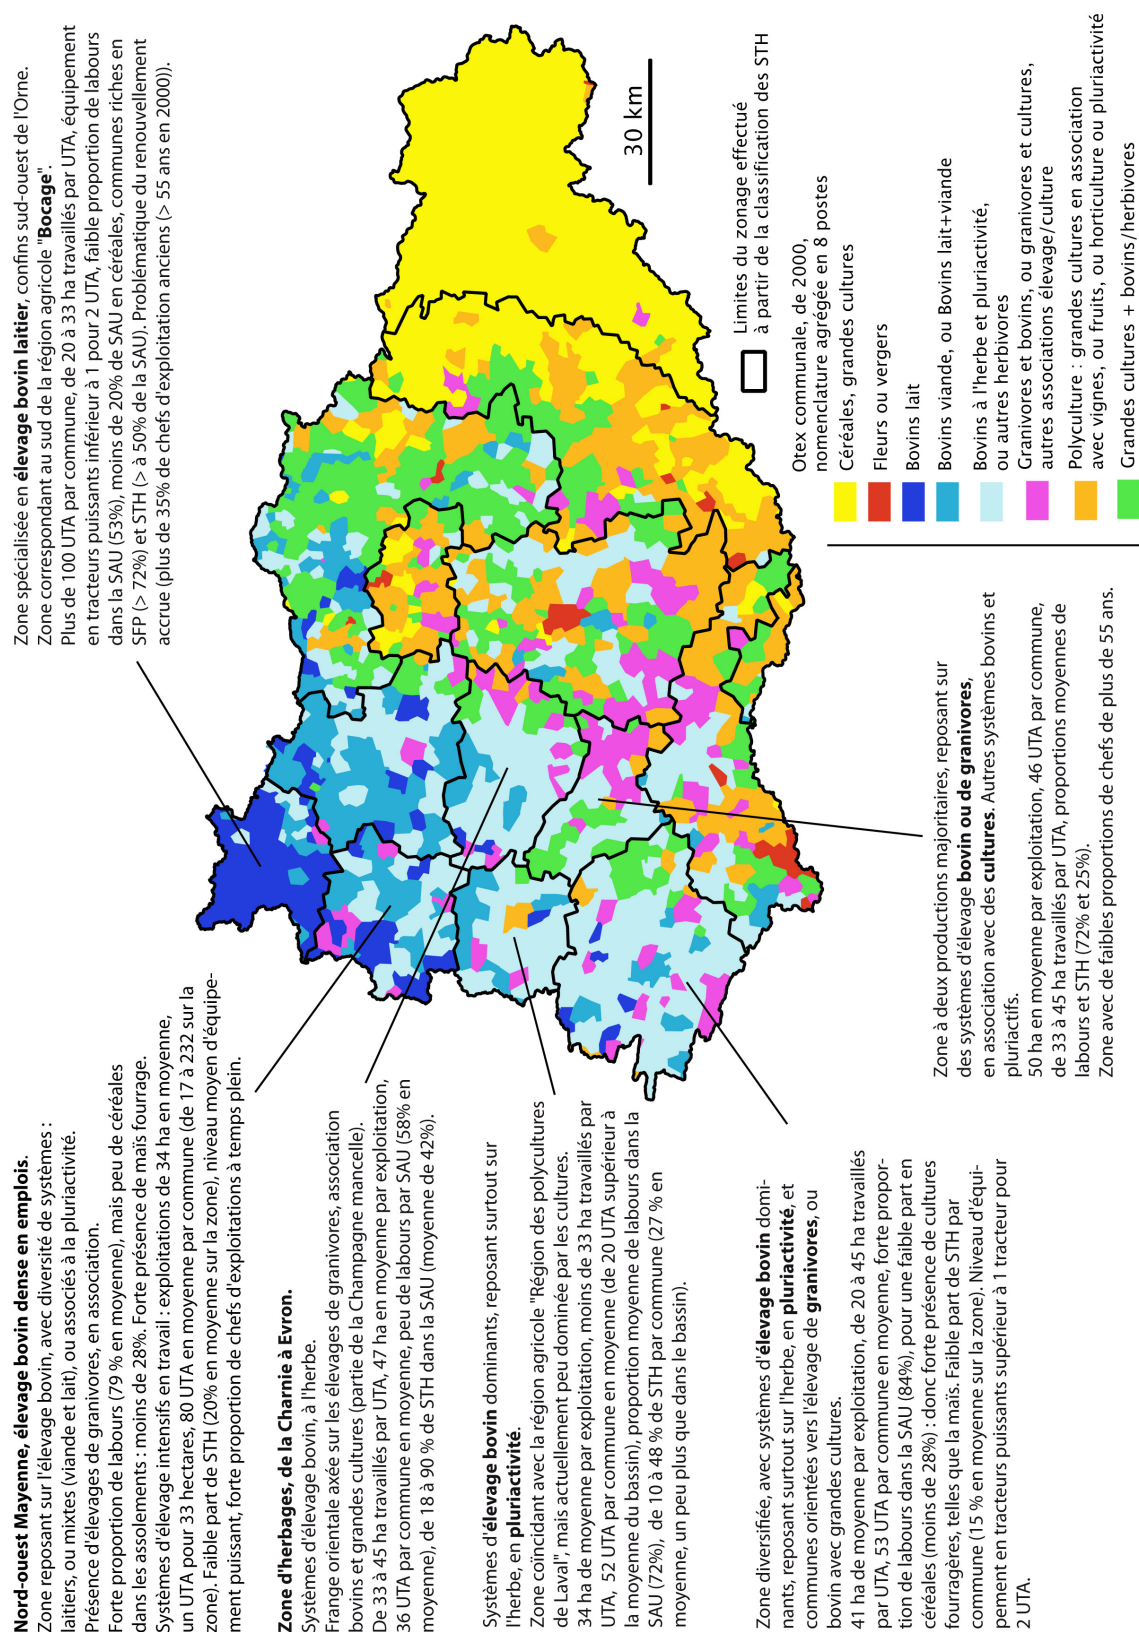 Nord-ouest Mayenne, élevage bovin dense en emplois.
Zone reposant sur l'élevage bovin, avec diversité de systèmes :
laitiers, ou mixtes (viande et lait), ou associés à la pluriactivité.
Présence d'élevages de granivores, en association.
Forte proportion de labours (79 % en moyenne), mais peu de céréales
dans les assolements : moins de 28%. Forte présence de maïs fourrage.
Systèmes d'élevage intensifs en travail : exploitations de 34 ha en moyenne,
un UTA pour 33 hectares, 80 UTA en moyenne par commune (de 17 à 232 sur la
zone). Faible part de STH (20% en moyenne sur la zone), niveau moyen d'équipe-
ment puissant, forte proportion de chefs d'exploitations à temps plein.
Zone d'herbages, de la Charnie à Evron.
Systèmes d'élevage bovin, à l'herbe.
Frange orientale axée sur les élevages de granivores, association
bovins et grandes cultures (partie de la Champagne mancelle).
De 33 à 45 ha travaillés par UTA, 47 ha en moyenne par exploitation,
36 UTA par commune en moyenne, peu de labours par SAU (58% en
moyenne), de 18 à 90 % de STH dans la SAU (moyenne de 42%).
Systèmes d'élevage bovin dominants, reposant surtout sur
l'herbe, en pluriactivité.
Zone coïncidant avec la région agricole "Région des polycultures
de Laval", mais actuellement peu dominée par les cultures.
34 ha de moyenne par exploitation, moins de 33 ha travaillés par
UTA, 52 UTA par commune en moyenne (de 20 UTA supérieur à
la moyenne du bassin), proportion moyenne de labours dans la
SAU (72%), de 10 à 48 % de STH par commune (27 % en
moyenne, un peu plus que dans le bassin).
Zone diversifiée, avec systèmes d'élevage bovin domi-
nants, reposant surtout sur l'herbe, en pluriactivité, et
communes orientées vers l'élevage de granivores, ou
bovin avec grandes cultures.
41 ha de moyenne par exploitation, de 20 à 45 ha travaillés
par UTA, 53 UTA par commune en moyenne, forte propor-
tion de labours dans la SAU (84%), pour une faible part en
céréales (moins de 28%) : donc forte présence de cultures
fourragères, telles que la maïs. Faible part de STH par
commune (15 % en moyenne sur la zone). Niveau d'équi-
pement en tracteurs puissants supérieur à 1 tracteur pour
2 UTA.
Zone spécialisée en élevage bovin laitier, confins sud-ouest de l'Orne.
Zone correspondant au sud de la région agricole "Bocage".
Plus de 100 UTA par commune, de 20 à 33 ha travaillés par UTA, équipement
en tracteurs puissants inférieur à 1 pour 2 UTA, faible proportion de labours
dans la SAU (53%), moins de 20% de SAU en céréales, communes riches en
SFP (> 72%) et STH (> à 50% de la SAU). Problématique du renouvellement
accrue (plus de 35% de chefs d'exploitation anciens (> 55 ans en 2000)).
Zone à deux productions majoritaires, reposant sur
des systèmes d'élevage bovin ou de granivores,
en association avec des cultures. Autres systèmes bovins et
pluriactifs.
50 ha en moyenne par exploitation, 46 UTA par commune,
de 33 à 45 ha travaillés par UTA, proportions moyennes de
labours et STH (72% et 25%).
Zone avec de faibles proportions de chefs de plus de 55 ans.
30 km
Limites du zonage effectué
à partir de la classification des STH
Otex communale, de 2000,
nomenclature agrégée en 8 postes
Céréales, grandes cultures
Fleurs ou vergers
Bovins lait
Bovins viande, ou Bovins lait+viande
Bovins à l'herbe et pluriactivité,
ou autres herbivores
Granivores et bovins, ou granivores et cultures,
autres association élevage/culture
Polyculture : grandes cultures en association
avec vignes, ou fruits, ou horticulture ou pluriactivité
Grandes cultures + bovins/herbivores